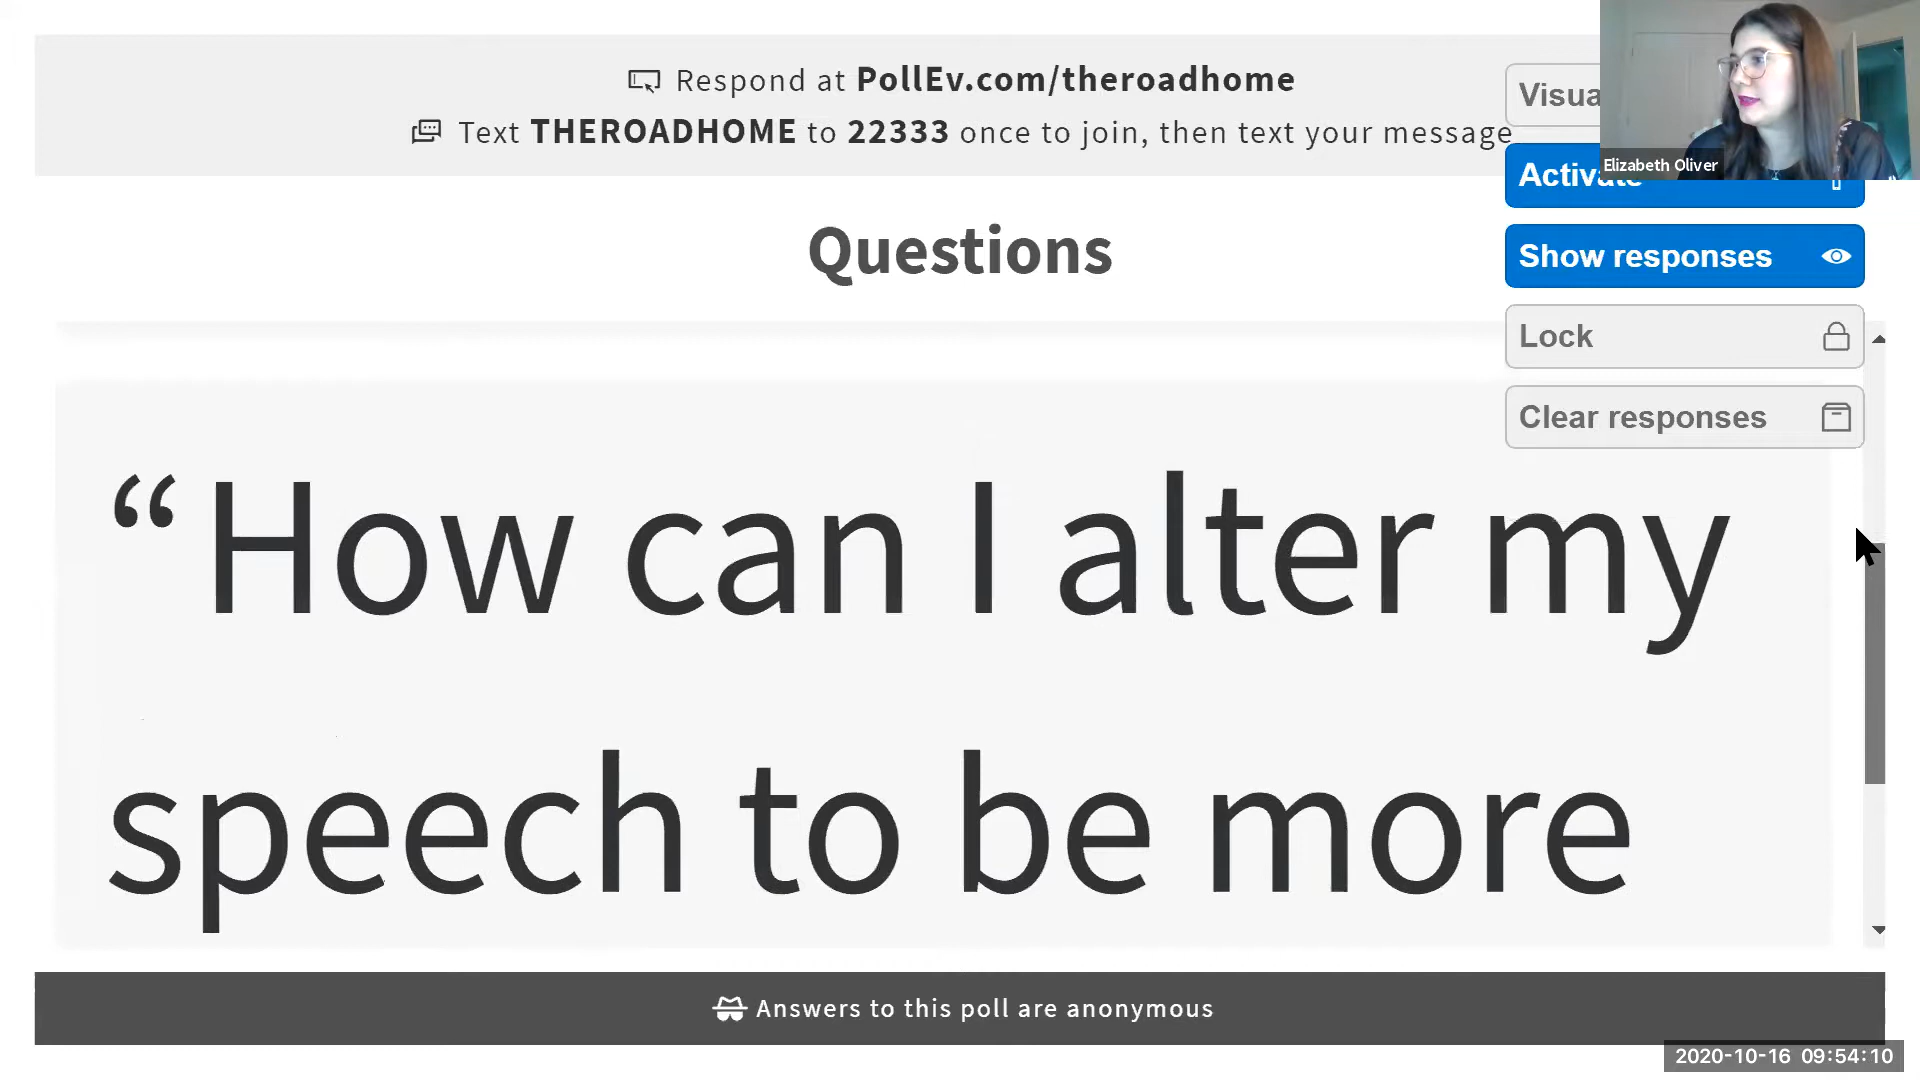 Respond at PollEv.com/theroadhome
Text THEROADHOME to 22333 once to join, then text your message
Visua
Elizabeth Oliver
Activate
Questions
Show responses
Lock
Clear responses
“How can I alter my
speech to be more
Answers to this poll are anonymous
2020-10-16 09:54:10